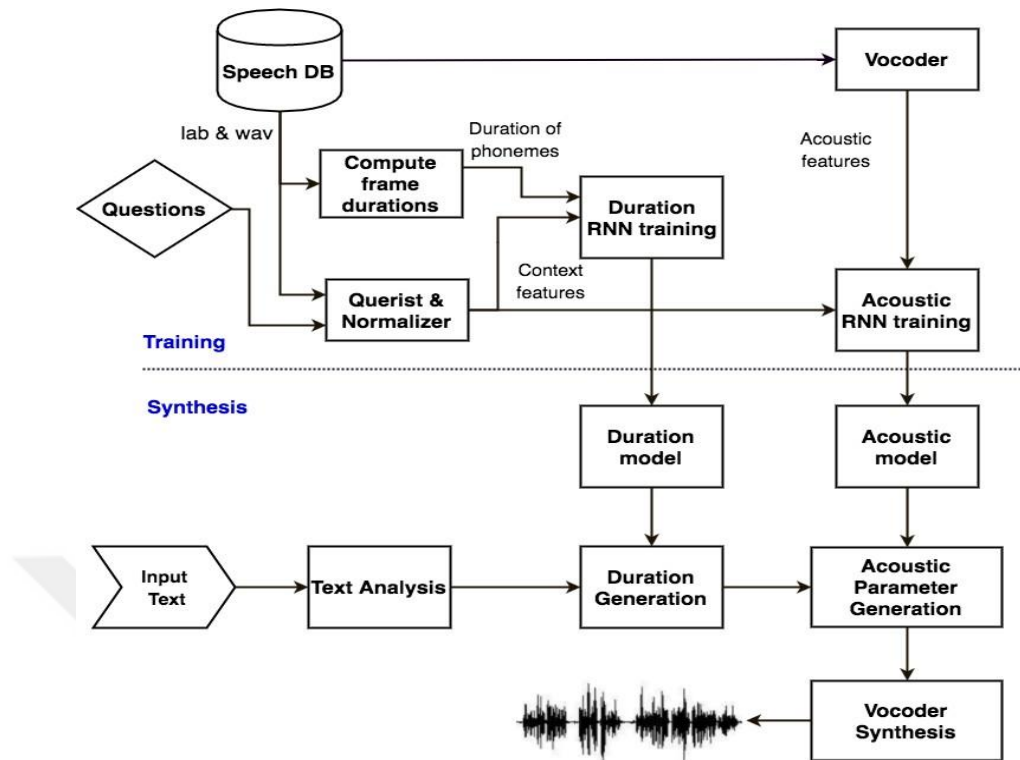 Speech DB
Vocoder
lab & wav
Duration of
phonemes
Acoustic
features
Compute
frame
durations
Questions
Duration
RNN training
Context
features
Querist &
Normalizer
Acoustic
RNN training
Training
Synthesis
Duration
model
Acoustic
model
Input
Text
Text Analysis
Duration
Generation
Acoustic
Parameter
Generation
Vocoder
Synthesis